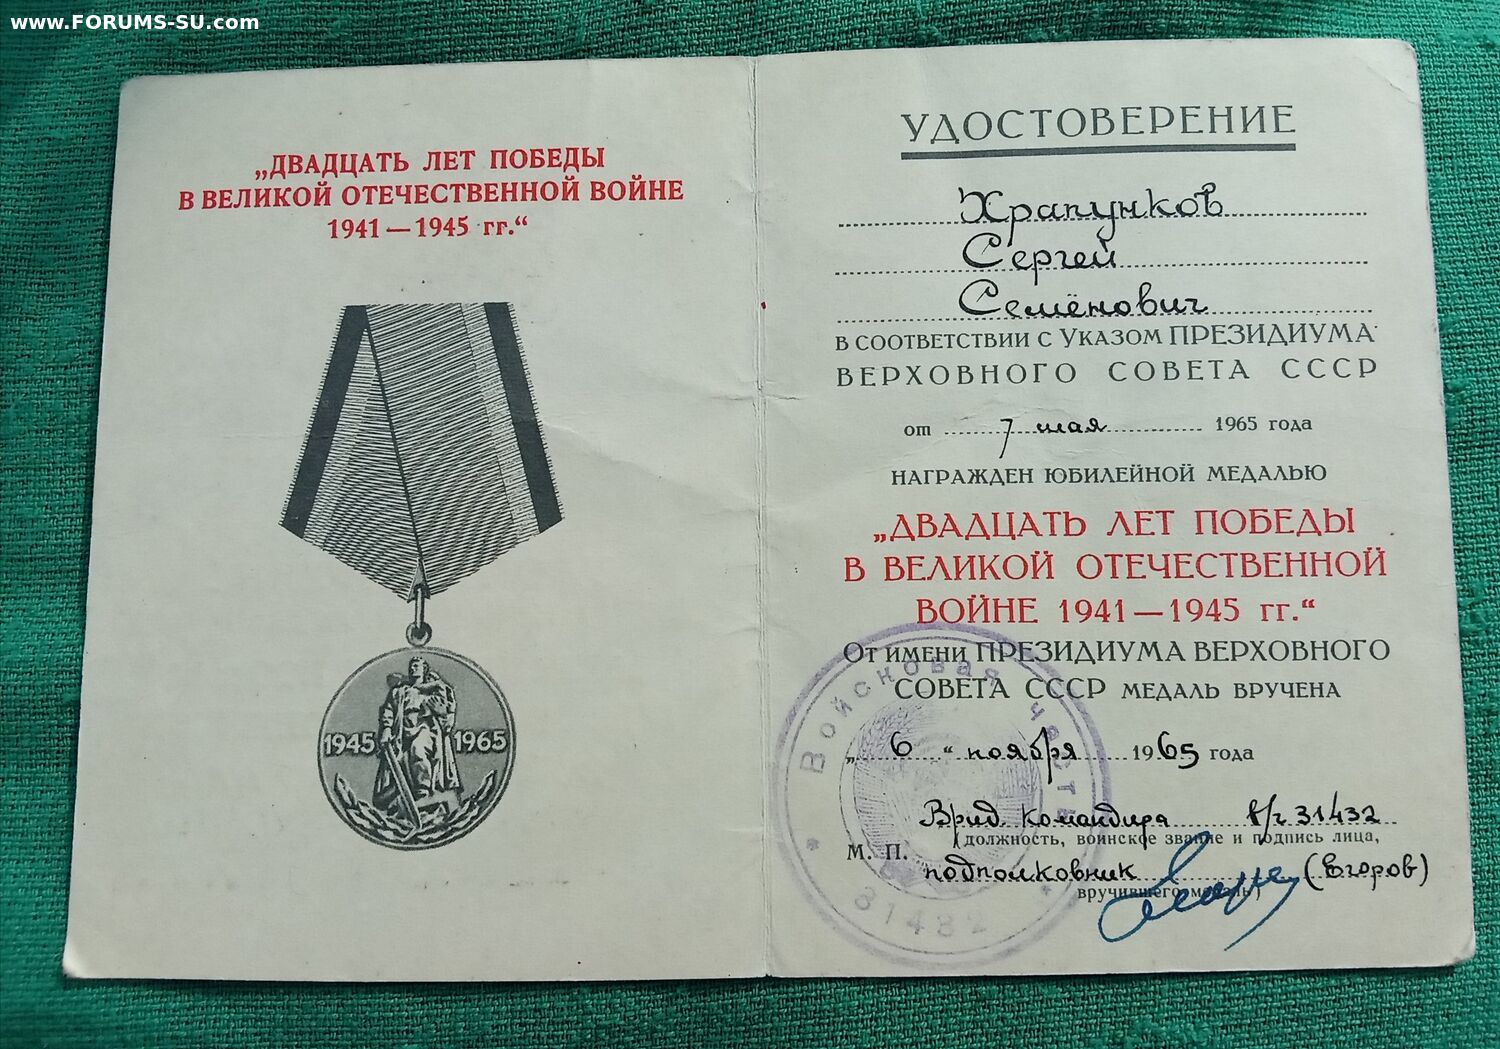 www.FORUMS-SU.com
„ДВАДЦАТЬ ЛЕТ ПОБЕДЫ
В ВЕЛИКОЙ ОТЕЧЕСТВЕННОЙ ВОЙНЕ
1941—1945 гг.“
1945 1965
УДОСТОВЕРЕНИЕ
Храпунков
Сергей
Семёнович
В СООТВЕТСТВИИ С УКАЗОМ ПРЕЗИДИУМА
ВЕРХОВНОГО СОВЕТА СССР
от 7 мая 1965 года
НАГРАЖДЕН ЮБИЛЕЙНОЙ МЕДАЛЬЮ
„ДВАДЦАТЬ ЛЕТ ПОБЕДЫ
В ВЕЛИКОЙ ОТЕЧЕСТВЕННОЙ
ВОЙНЕ 1941—1945 гг.“
ОТ ИМЕНИ ПРЕЗИДИУМА ВЕРХОВНОГО
СОВЕТА СССР МЕДАЛЬ ВРУЧЕНА
„6“ ноября 1965 года
Врид командира в/ч 31432
(должность, воинское звание и подпись лица,
М. П.
подполковник (Егоров)
вручившего медаль)
Войсковая часть
31432